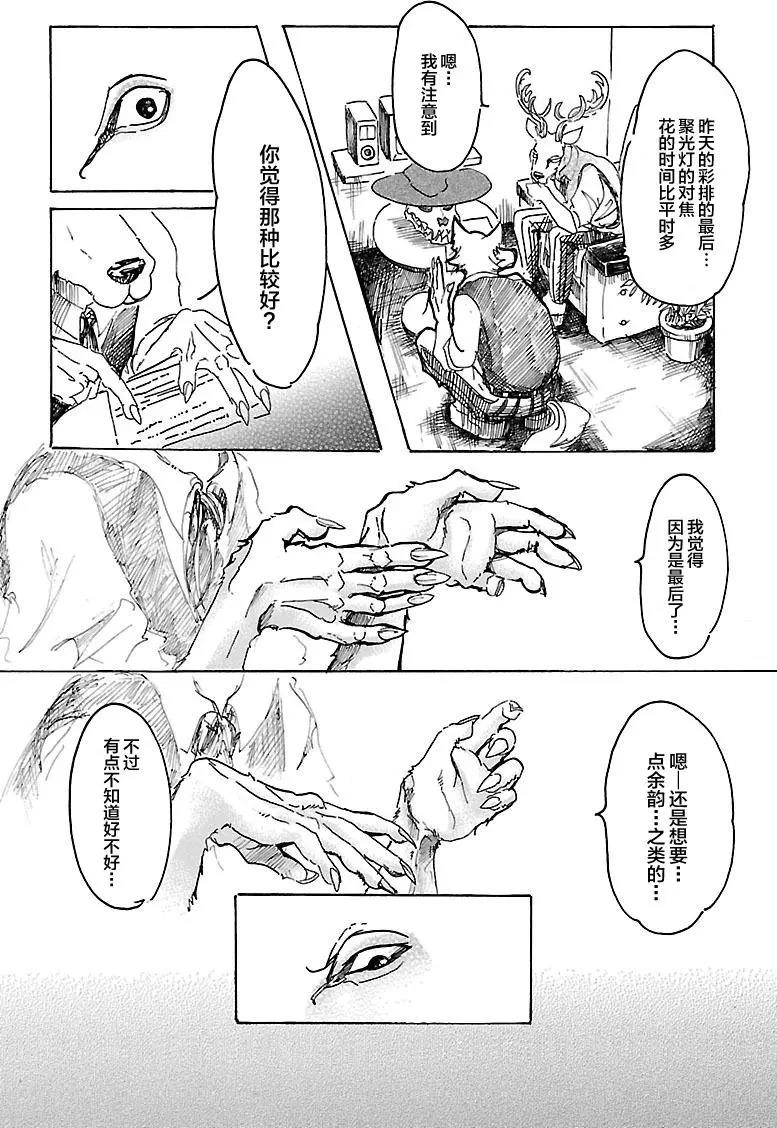 昨天的彩排的最后…
聚光灯的对焦
花的时间比平时多
嗯…
我有注意到
你觉得那种比较好？
我觉得
因为是最后了…
嗯—还是想要…
点余韵…之类的…
不过
有点不知道好不好…